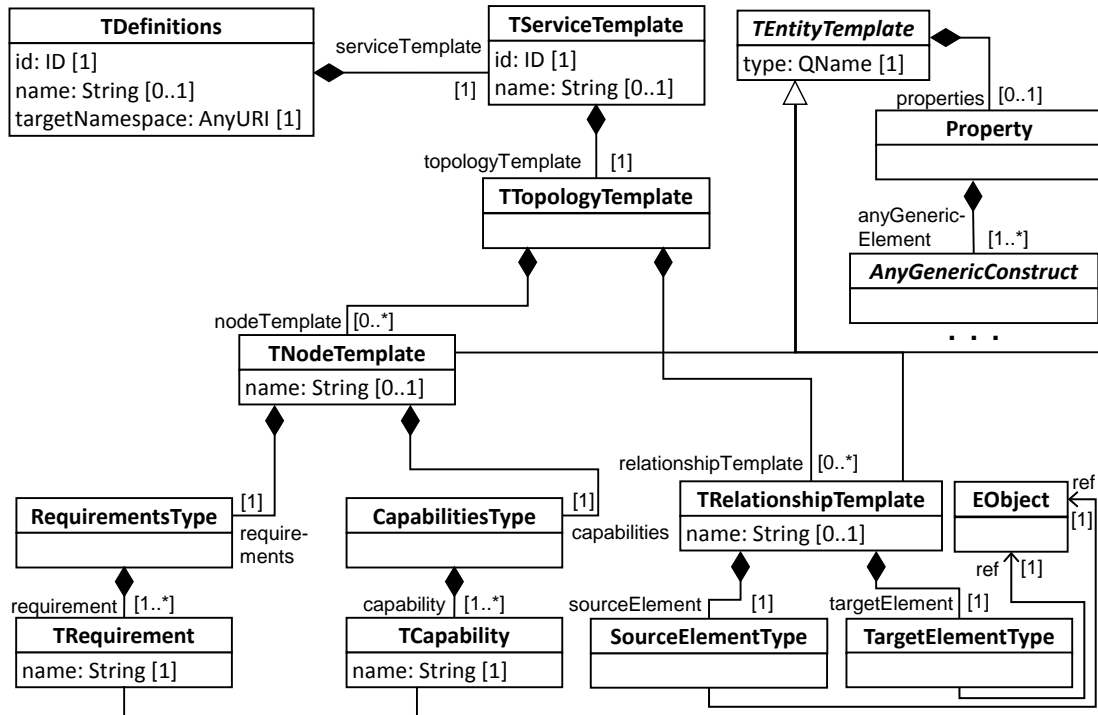 TDefinitions
id: ID [1]
name: String [0..1]
targetNamespace: AnyURI [1]
serviceTemplate
[1]
TServiceTemplate
id: ID [1]
name: String [0..1]
TEntityTemplate
type: QName [1]
properties
[0..1]
Property
topologyTemplate
[1]
TTopologyTemplate
anyGeneric-
Element
[1..*]
AnyGenericConstruct
. . .
nodeTemplate
[0..*]
TNodeTemplate
name: String [0..1]
relationshipTemplate
[0..*]
TRelationshipTemplate
name: String [0..1]
[1]
RequirementsType
require-
ments
CapabilitiesType
[1]
capabilities
EObject
ref
[1]
ref
[1]
requirement
[1..*]
TRequirement
name: String [1]
capability
[1..*]
TCapability
name: String [1]
sourceElement
[1]
SourceElementType
targetElement
[1]
TargetElementType